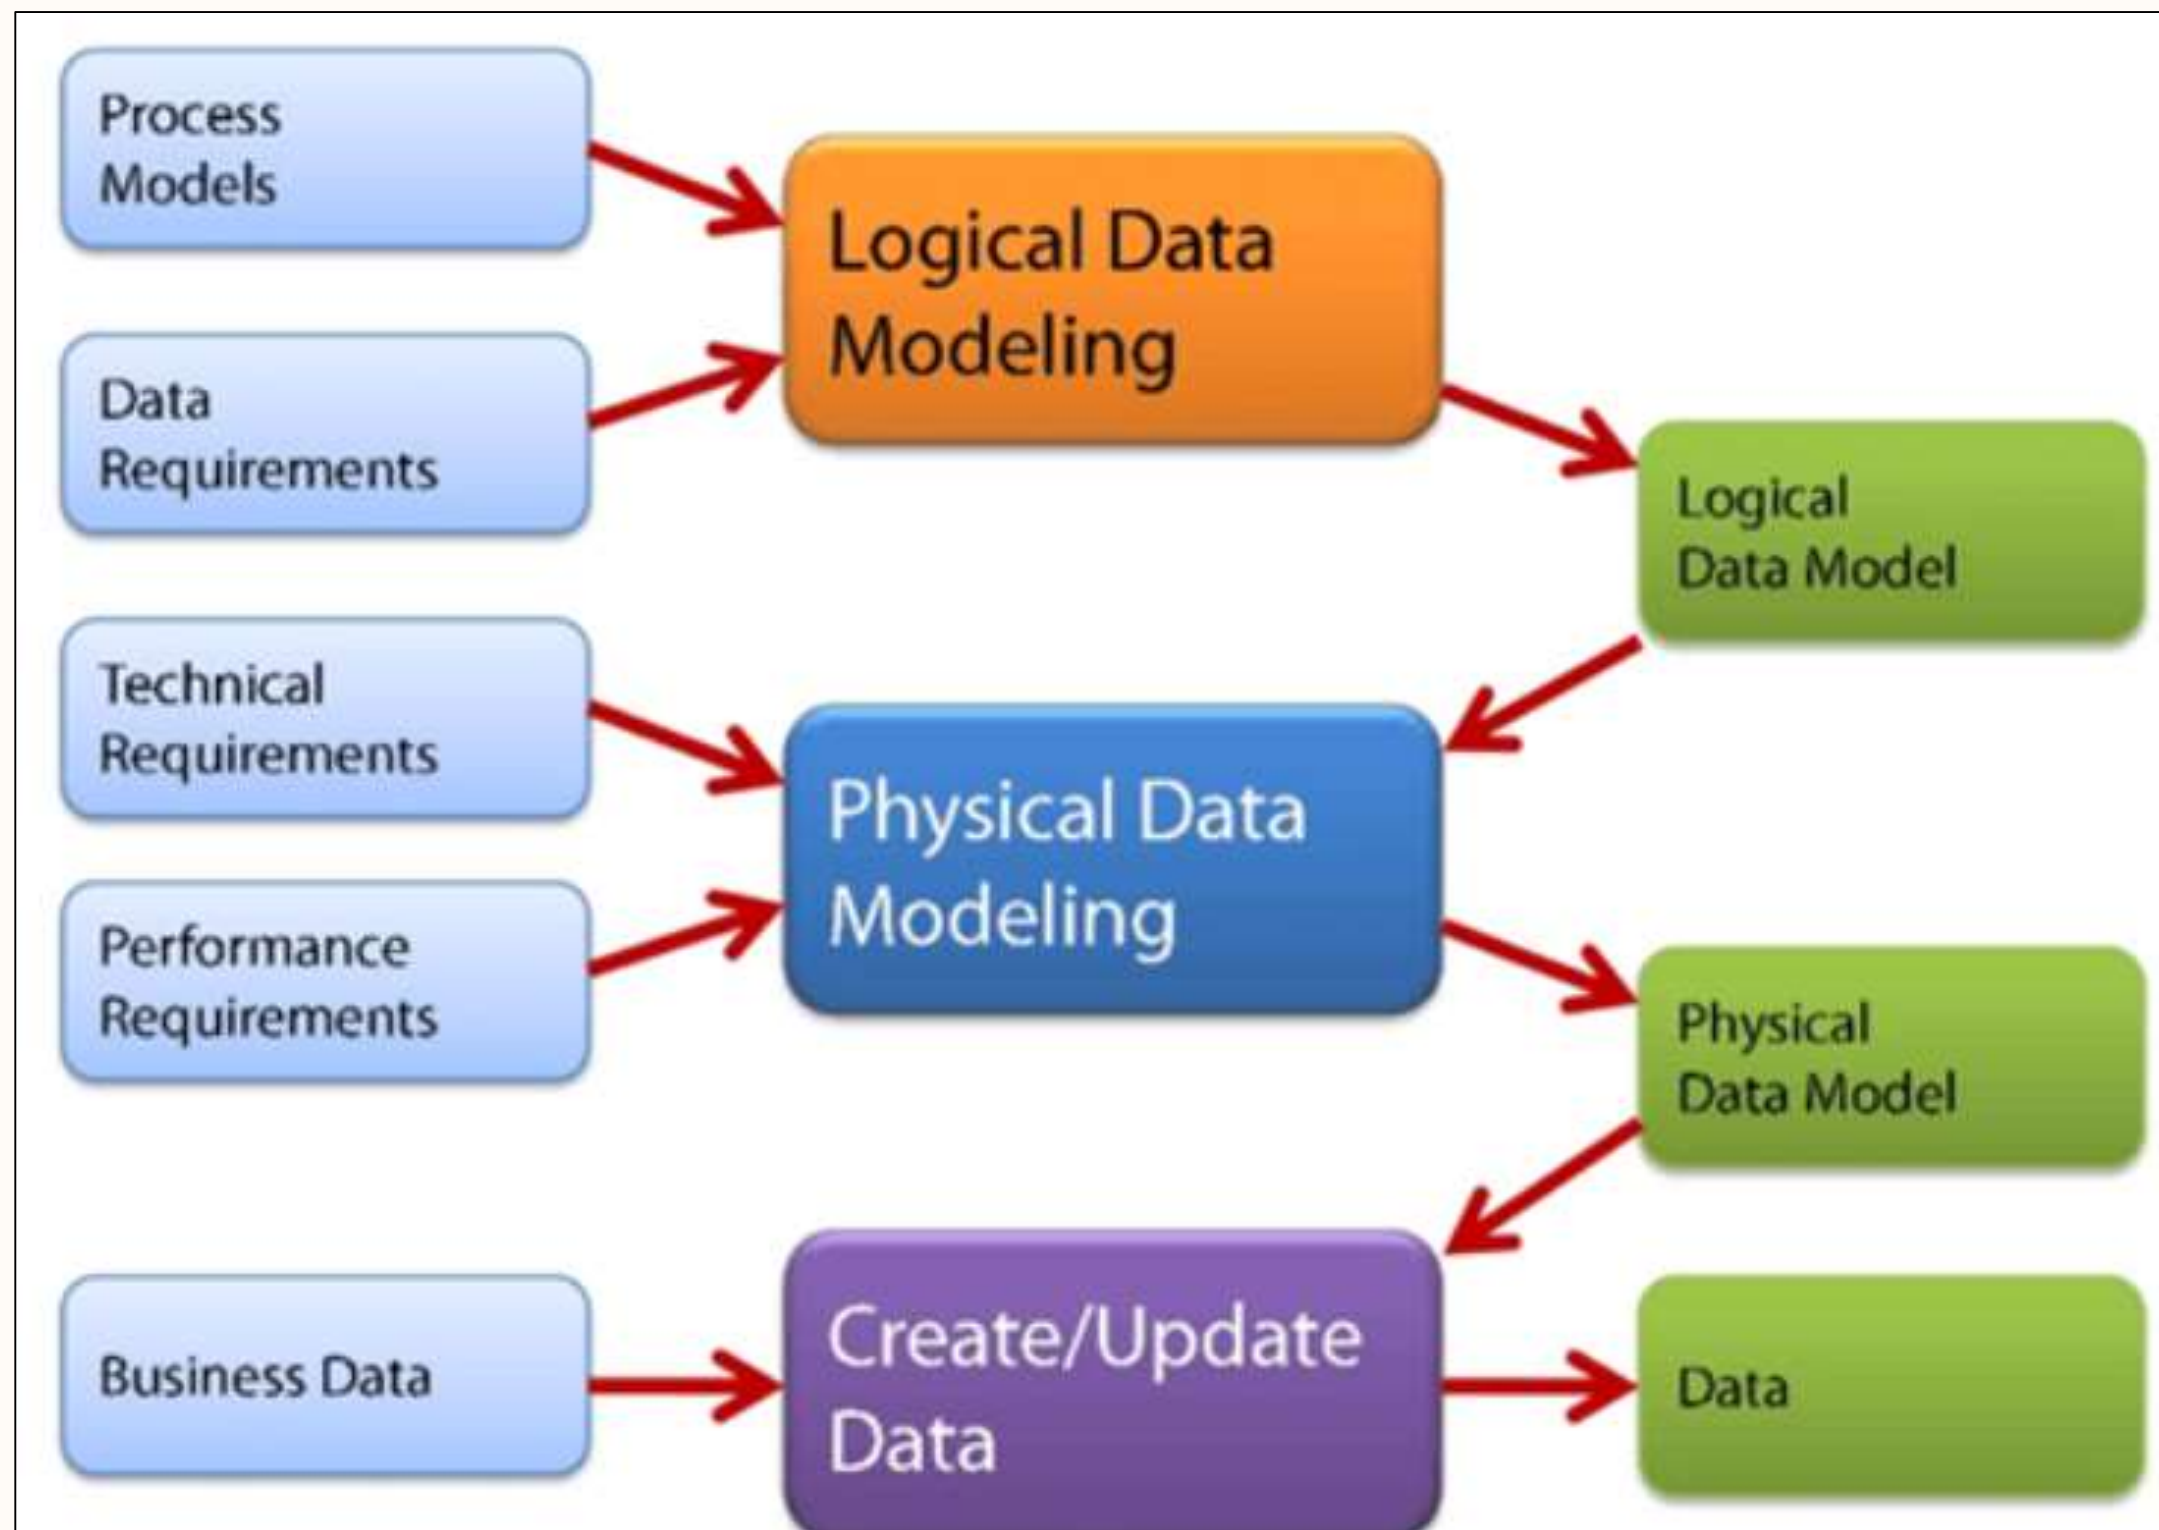 Process
Models
Logical Data
Modeling
Data
Requirements
Logical
Data Model
Technical
Requirements
Physical Data
Modeling
Performance
Requirements
Physical
Data Model
Business Data
Create/Update
Data
Data